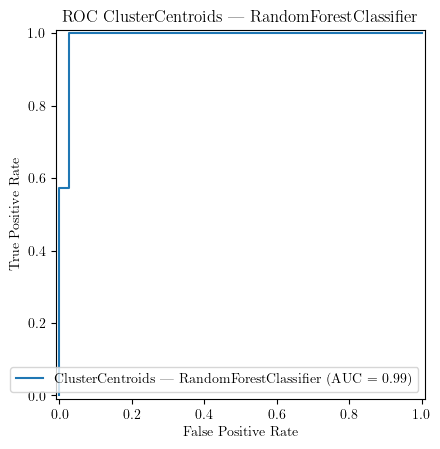 ROC ClusterCentroids — RandomForestClassifier
1.0
0.8
0.6
0.4
0.2
0.0
True Positive Rate
ClusterCentroids — RandomForestClassifier (AUC = 0.99)
0.0 0.2 0.4 0.6 0.8 1.0
False Positive Rate